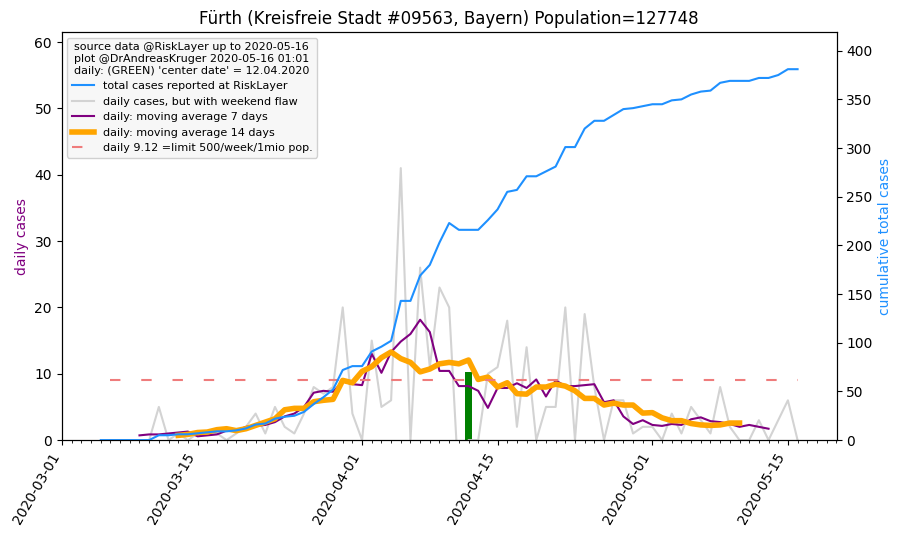 Fürth (Kreisfreie Stadt #09563, Bayern) Population=127748
source data @RiskLayer up to 2020-05-16
plot @DrAndreasKruger 2020-05-16 01:01
daily: (GREEN) 'center date' = 12.04.2020
total cases reported at RiskLayer
daily cases, but with weekend flaw
daily: moving average 7 days
daily: moving average 14 days
daily 9.12 =limit 500/week/1mio pop.
daily cases
60
50
40
30
20
10
0
cumulative total cases
400
350
300
250
200
150
100
50
0
2020-03-01
2020-03-15
2020-04-01
2020-04-15
2020-05-01
2020-05-15